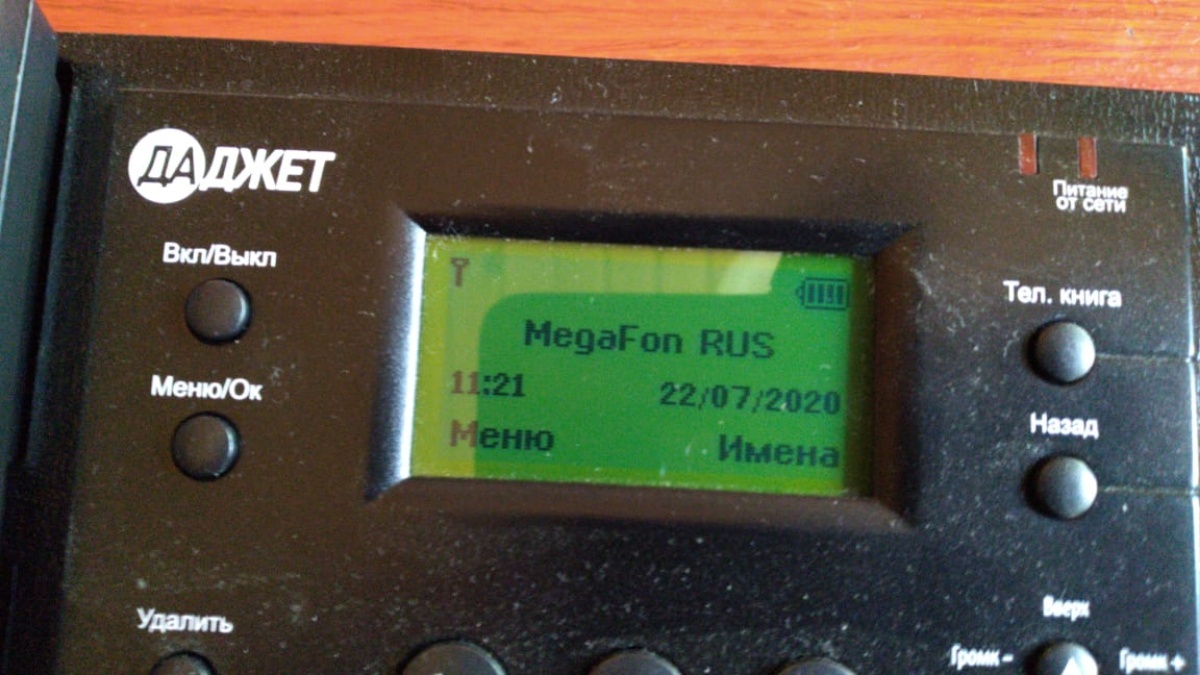 ДАДЖЕТ
Питание
от сети
Вкл/Выкл
Тел. книга
MegaFon RUS
11:21 22/07/2020
Меню Имена
Меню/Ок
Назад
Удалить
Вверх
Громк – Громк +